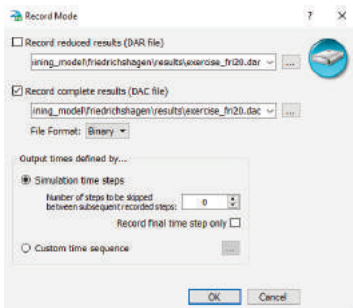 Record Mode
? ×
Record reduced results (DAR file)
ining_model\friedrichshagen\results\exercise_fri20.dar
...
Record complete results (DAC file)
ining_model\friedrichshagen\results\exercise_fri20.dac
...
File Format: Binary
Output times defined by....
Simulation time steps
Number of steps to be skipped
between subsequent recorded steps: 0
Record final time step only
Custom time sequence
...
OK Cancel